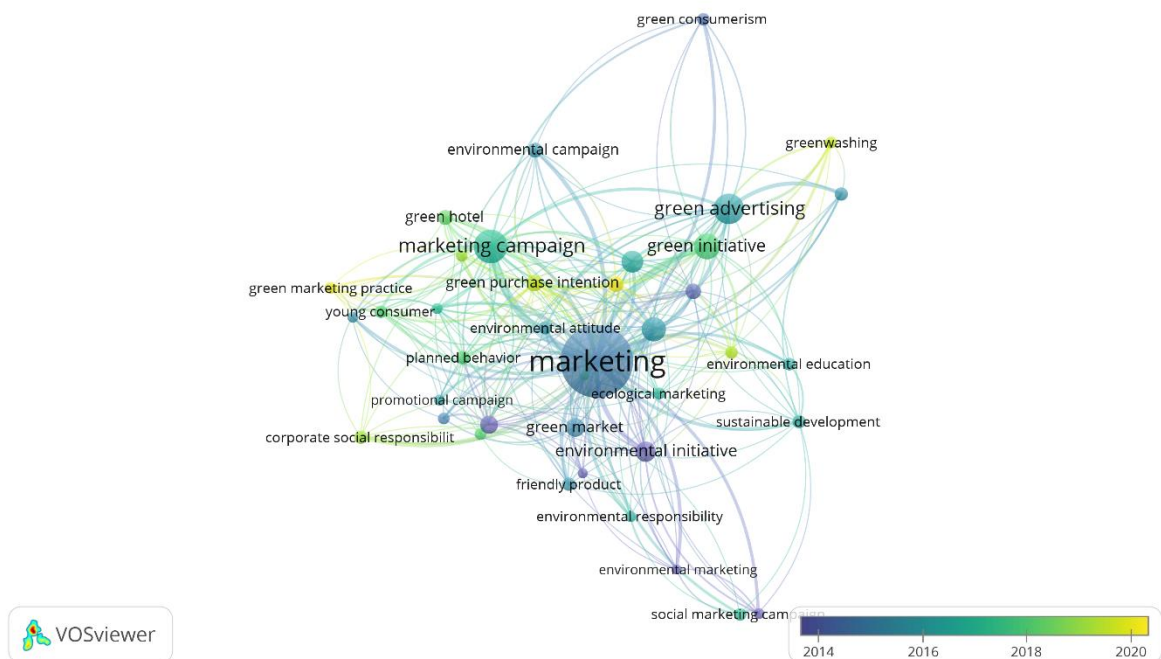 green consumerism
greenwashing
environmental campaign
green advertising
green hotel
marketing campaign
green initiative
green purchase intention
green marketing practice
young consumer
environmental attitude
planned behavior
marketing
environmental education
ecological marketing
promotional campaign
sustainable development
green market
corporate social responsibilit
environmental initiative
friendly product
environmental responsibility
environmental marketing
social marketing campaign
VOSviewer
2014
2016
2018
2020